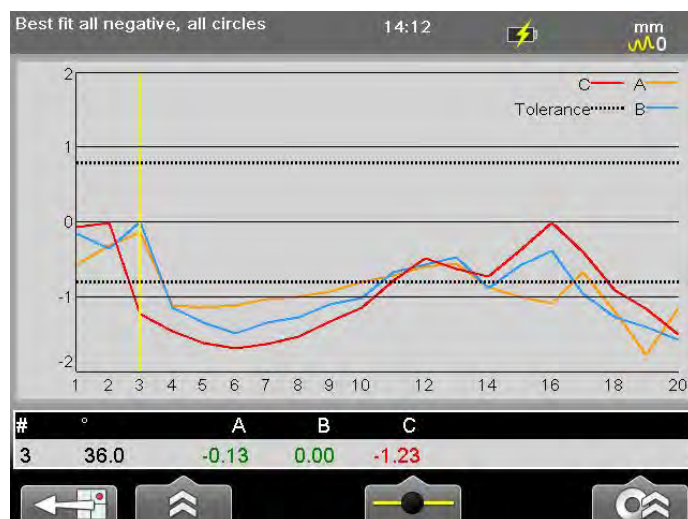 Best fit all negative, all circles 14:12 mm
0
2
C A
Tolerance B
1
0
-1
-2
1 2 3 4 5 6 7 8 9 10 12 14 16 18 20
# ° A B C
3 36.0 -0.13 0.00 -1.23